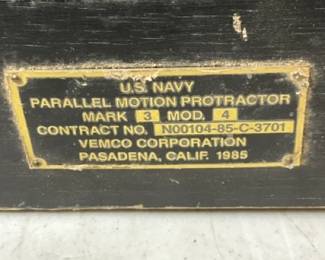 U.S. NAVY
PARALLEL MOTION PROTRACTOR
MARK 3 MOD. 4
CONTRACT NO. N00104-85-C-3701
VEMCO CORPORATION
PASADENA, CALIF. 1985